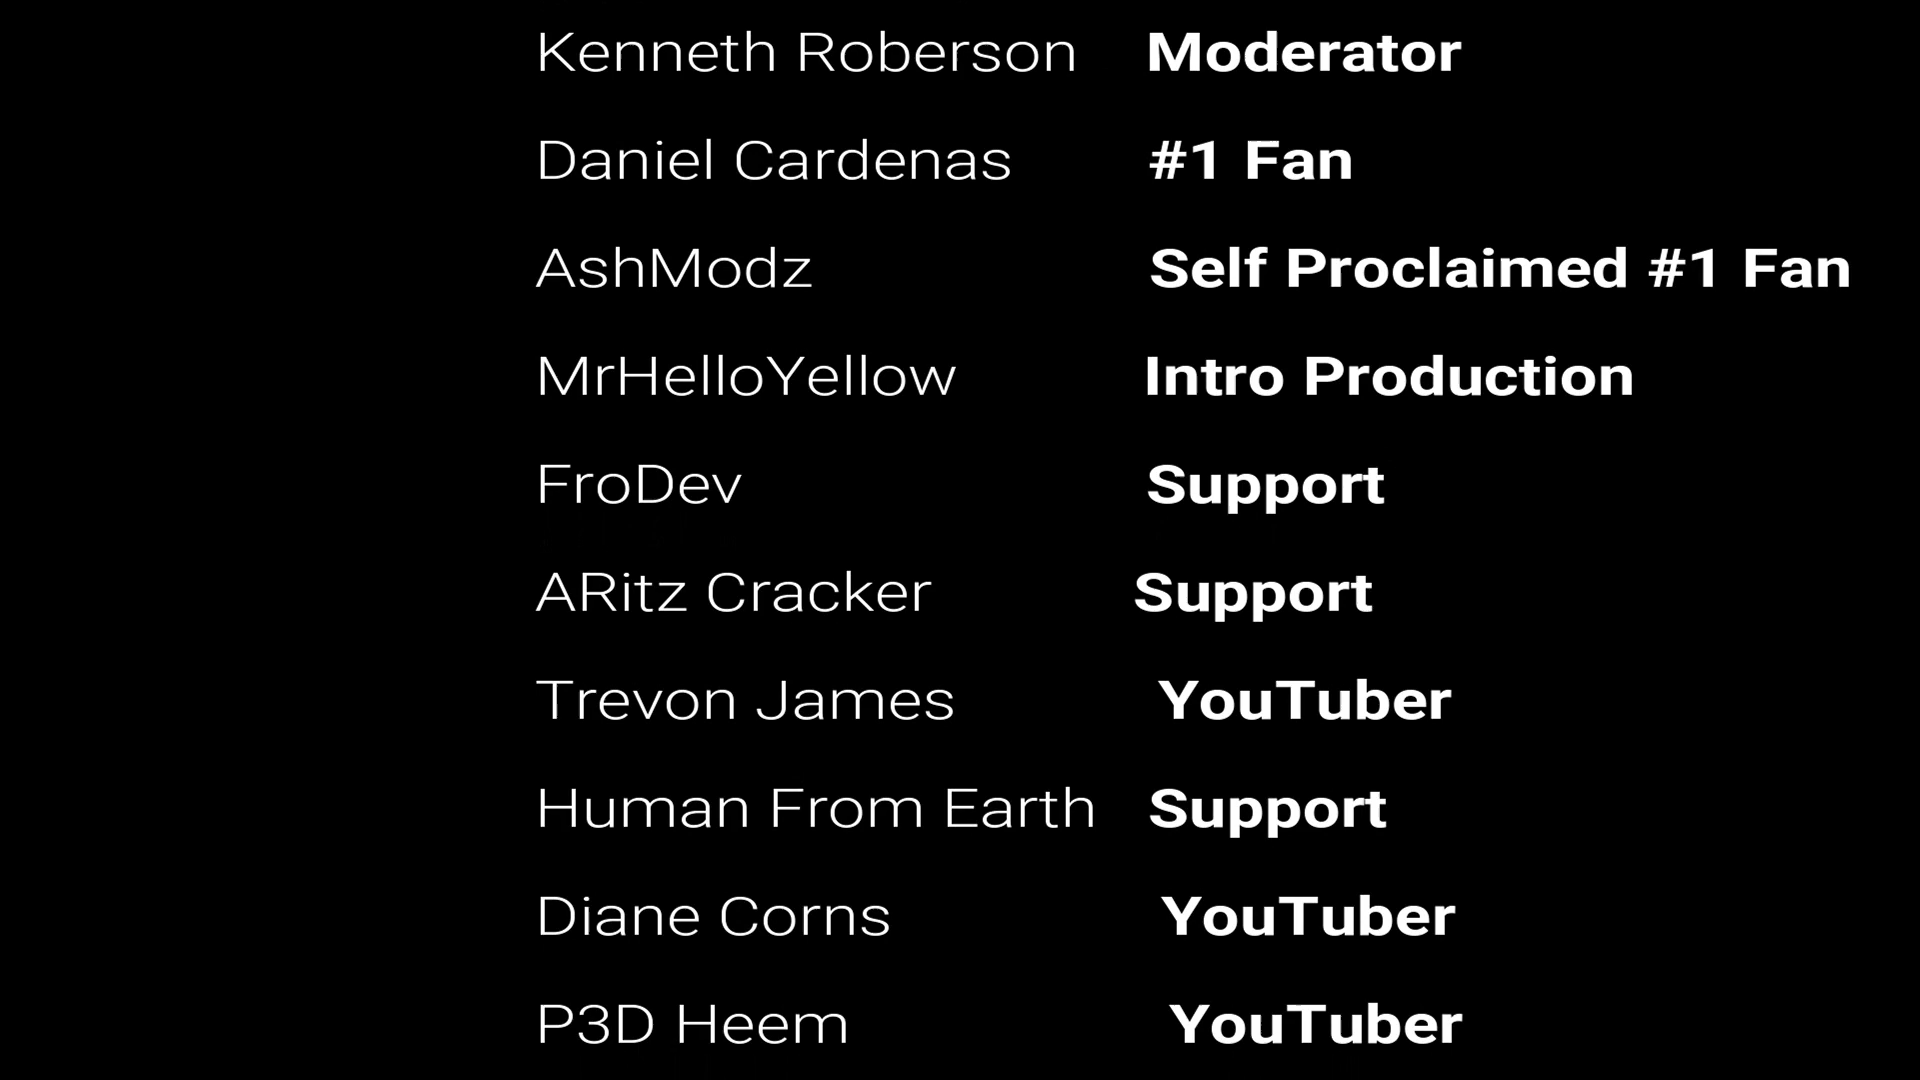 Kenneth Roberson Moderator
Daniel Cardenas #1 Fan
AshModz Self Proclaimed #1 Fan
MrHelloYellow Intro Production
FroDev Support
ARitz Cracker Support
Trevon James YouTuber
Human From Earth Support
Diane Corns YouTuber
P3D Heem YouTuber